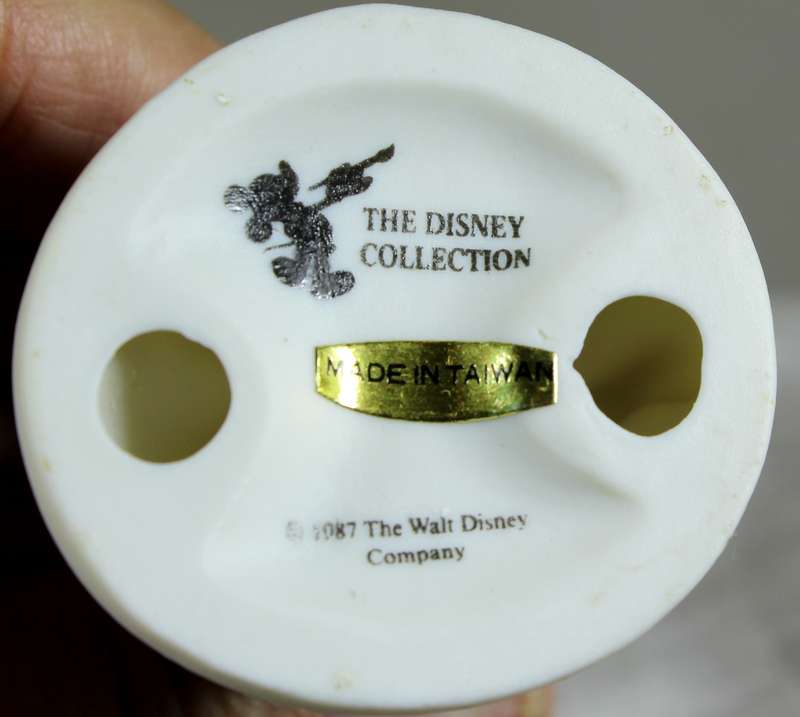 THE DISNEY
COLLECTION
MADE IN TAIWAN
© 1987 The Walt Disney
Company